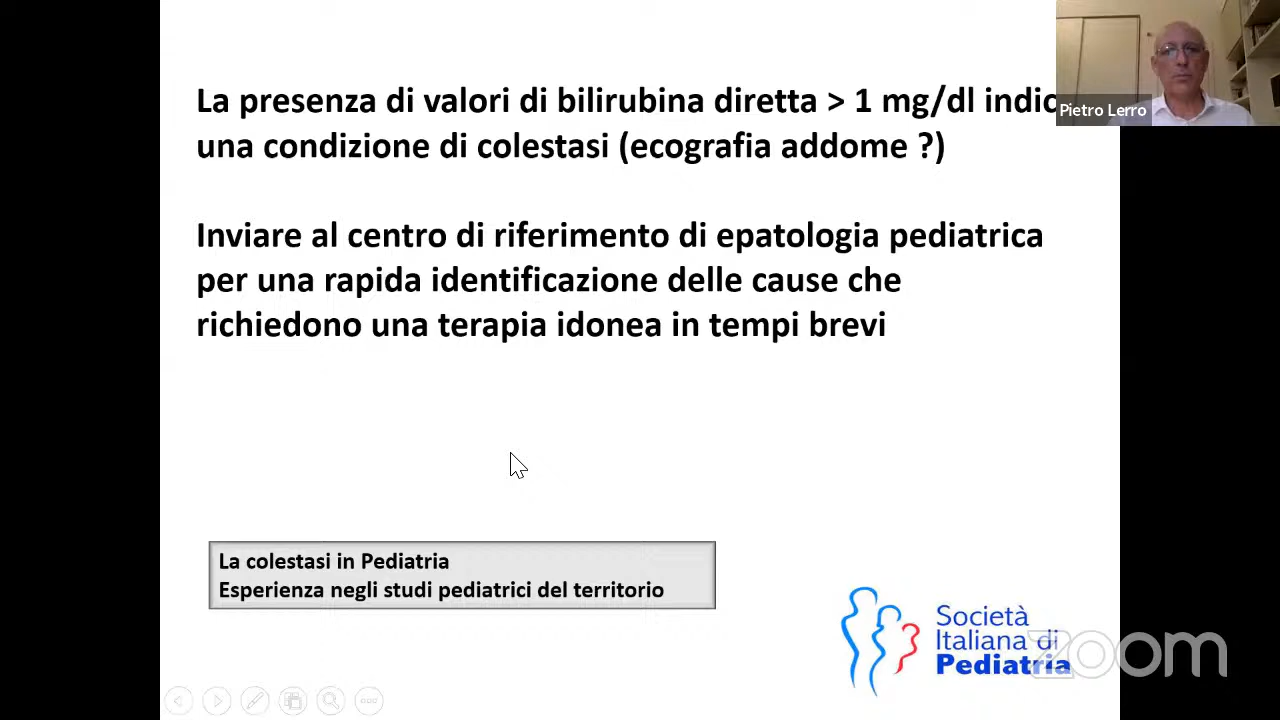 La presenza di valori di bilirubina diretta > 1 mg/dl indic
una condizione di colestasi (ecografia addome ?)
Pietro Lerro
Inviare al centro di riferimento di epatologia pediatrica
per una rapida identificazione delle cause che
richiedono una terapia idonea in tempi brevi
La colestasi in Pediatria
Esperienza negli studi pediatrici del territorio
Società
Italiana di
Pediatria
zoom